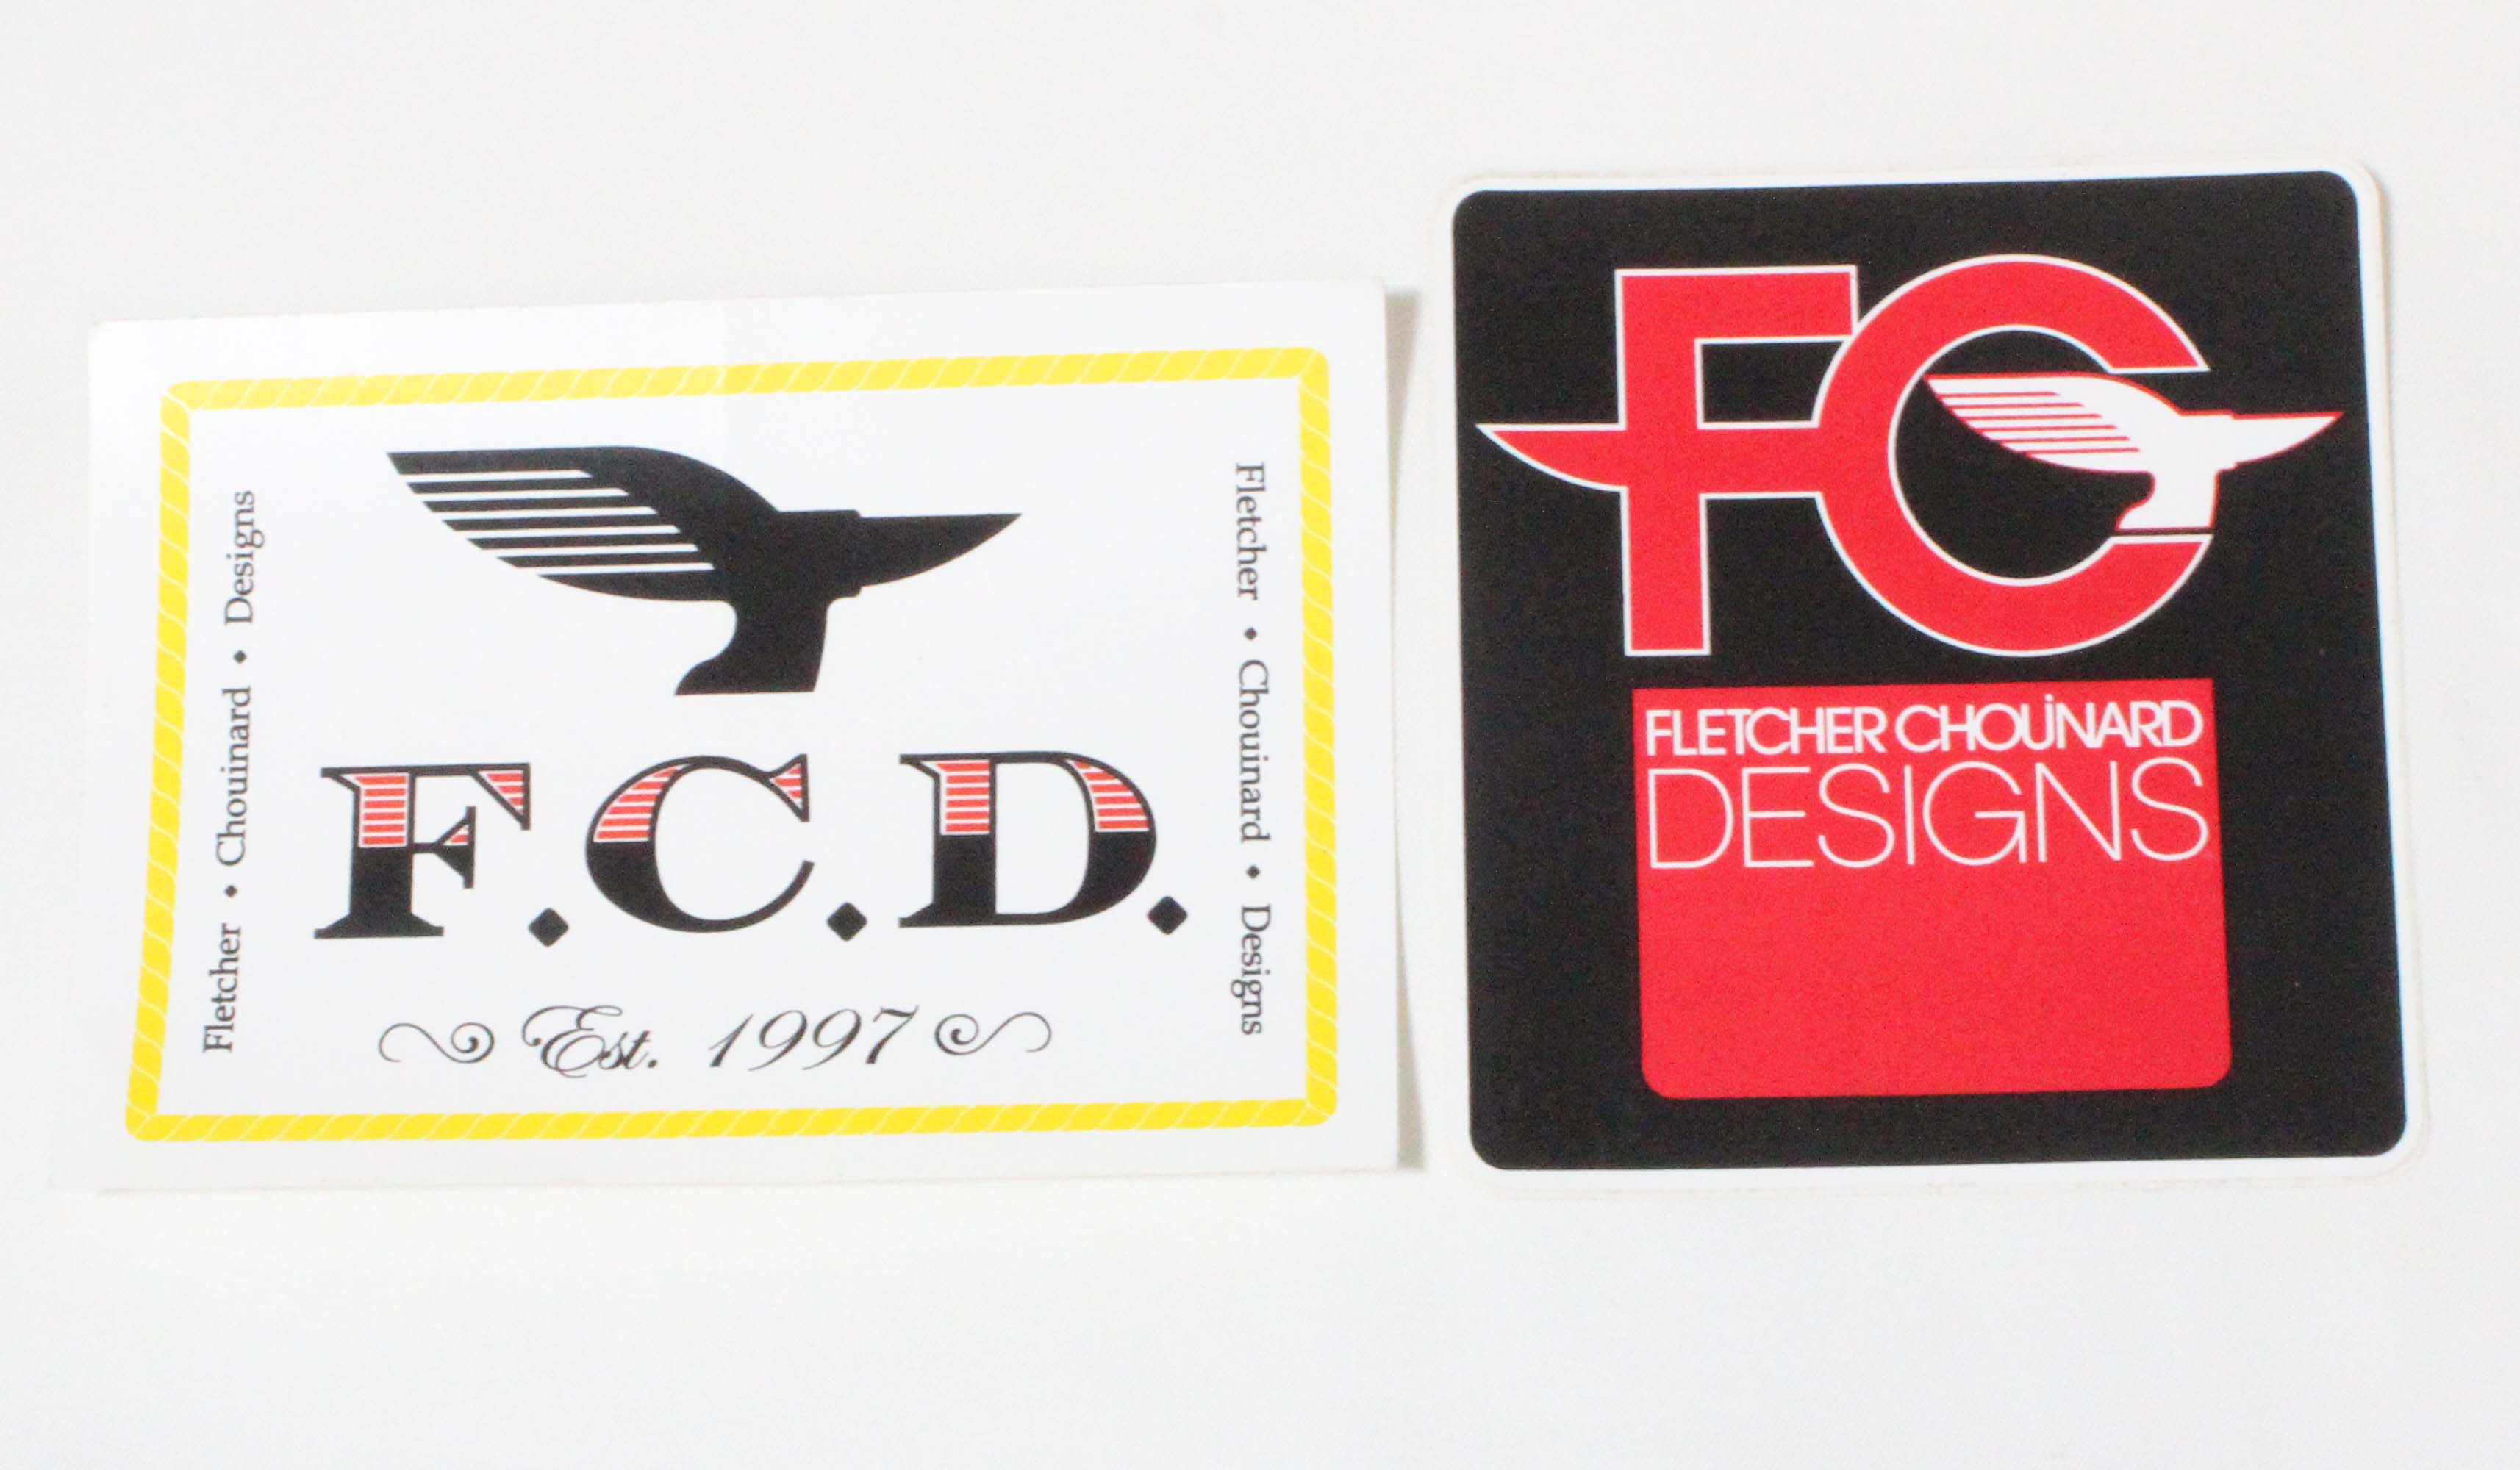 Fletcher ⬩ Chouinard ⬩ Designs
F.C.D.
Est. 1997
Fletcher ⬩ Chouinard ⬩ Designs
FC
FLETCHER CHOUiNARD
DESIGNS